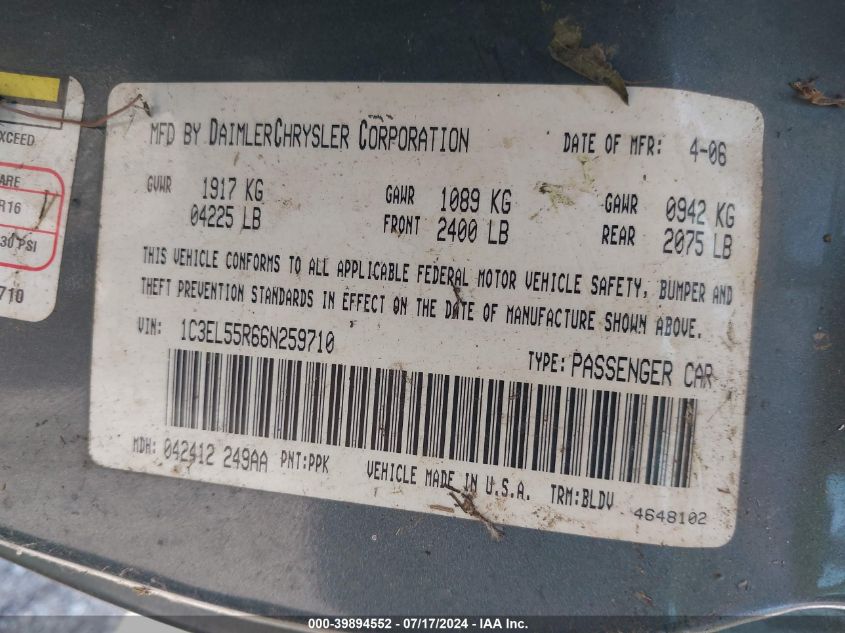 EXCEED
ARE
R16
30 PSI
710
MFD BY DAIMLERCHRYSLER CORPORATION DATE OF MFR: 4-06
GVWR 1917 KG GAWR 1089 KG GAWR 0942 KG
04225 LB FRONT 2400 LB REAR 2075 LB
THIS VEHICLE CONFORMS TO ALL APPLICABLE FEDERAL MOTOR VEHICLE SAFETY, BUMPER AND
THEFT PREVENTION STANDARDS IN EFFECT ON THE DATE OF MANUFACTURE SHOWN ABOVE.
VIN: 1C3EL55R66N259710 TYPE: PASSENGER CAR
MDH: 042412 249AA PNT:PPK VEHICLE MADE IN U.S.A. TRM:BLDV 4648102
000-39894552 - 07/17/2024 - IAA Inc.